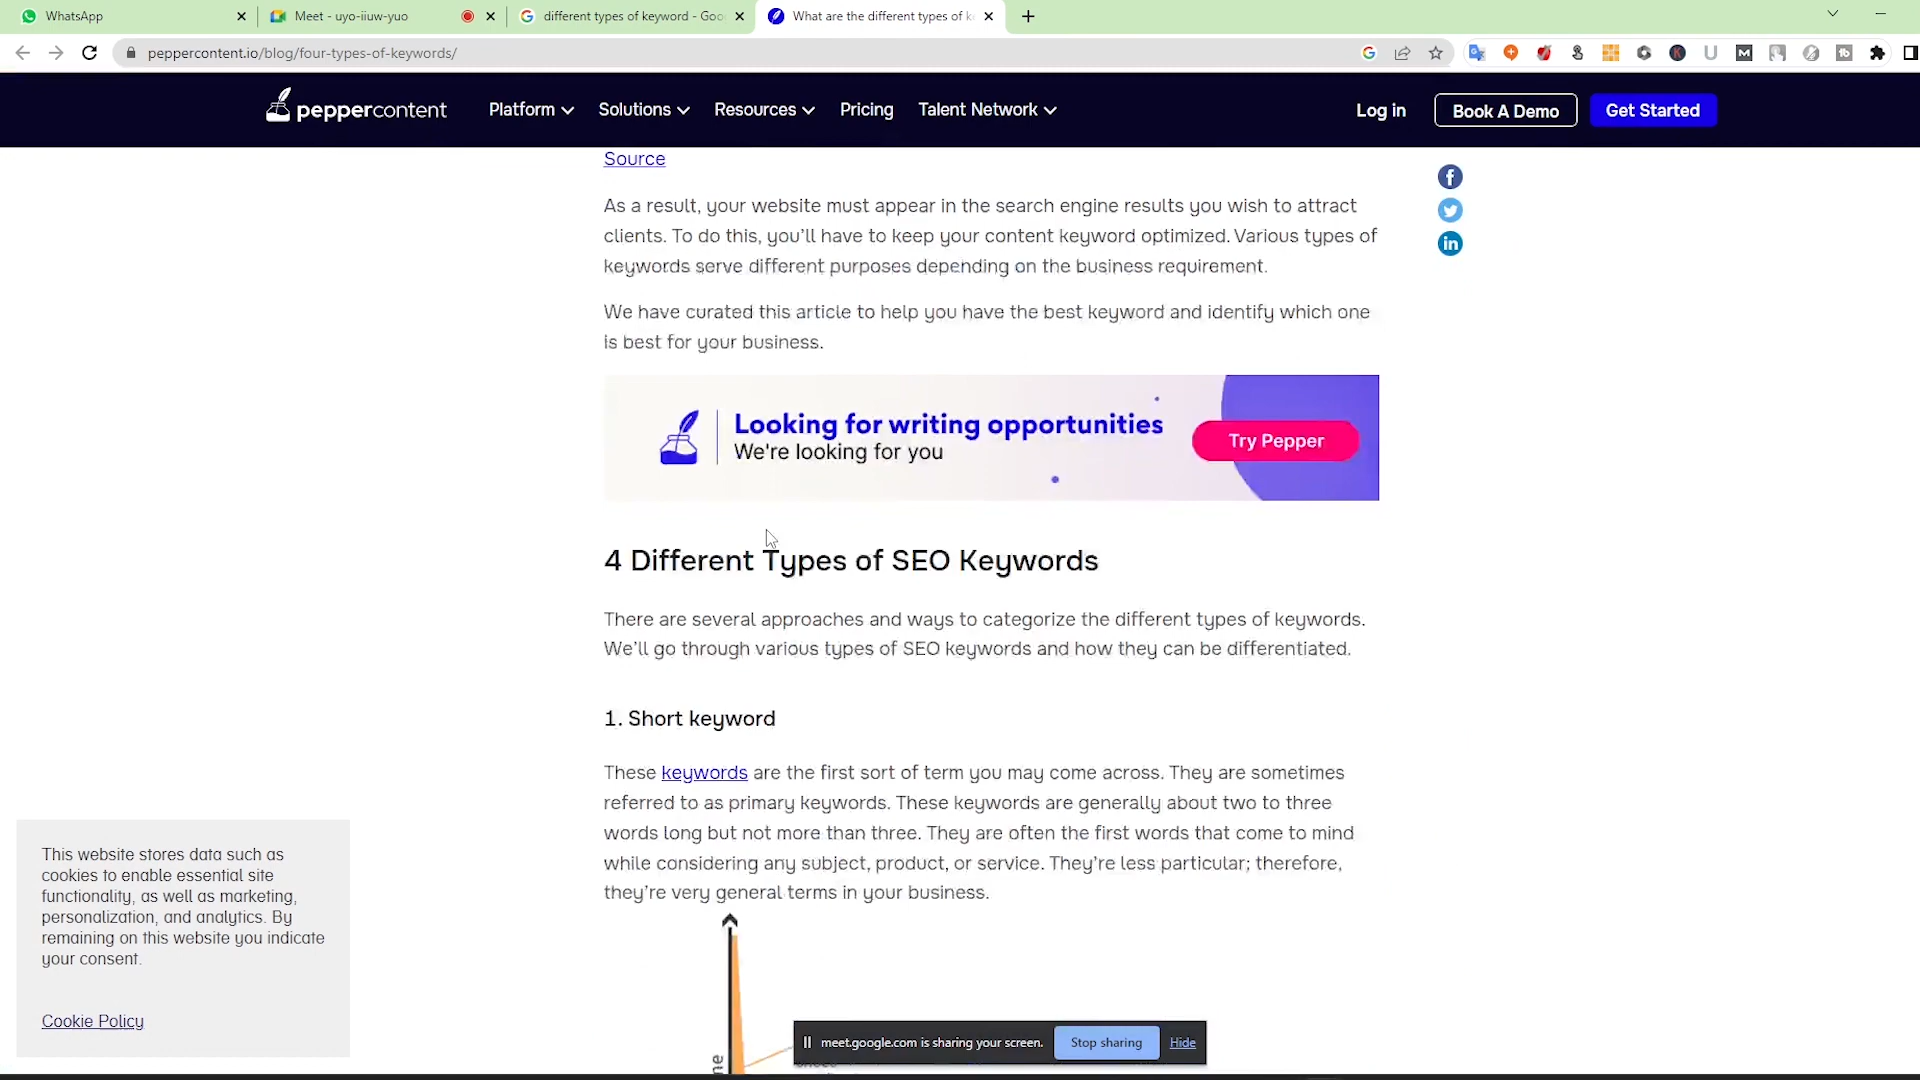 WhatsApp
Meet - uyo-iiuw-yuo
different types of keyword - Goo
What are the different types of k
peppercontent.io/blog/four-types-of-keywords/
peppercontent
Platform
Solutions
Resources
Pricing
Talent Network
Log in
Book A Demo
Get Started
Source
As a result, your website must appear in the search engine results you wish to attract
clients. To do this, you'll have to keep your content keyword optimized. Various types of
keywords serve different purposes depending on the business requirement.
We have curated this article to help you have the best keyword and identify which one
is best for your business.
Looking for writing opportunities
We're looking for you
Try Pepper
4 Different Types of SEO Keywords
There are several approaches and ways to categorize the different types of keywords.
We'll go through various types of SEO keywords and how they can be differentiated.
1. Short keyword
These keywords are the first sort of term you may come across. They are sometimes
referred to as primary keywords. These keywords are generally about two to three
words long but not more than three. They are often the first words that come to mind
while considering any subject, product, or service. They're less particular; therefore,
they're very general terms in your business.
This website stores data such as
cookies to enable essential site
functionality, as well as marketing,
personalization, and analytics. By
remaining on this website you indicate
your consent.
Cookie Policy
meet.google.com is sharing your screen.
Stop sharing
Hide